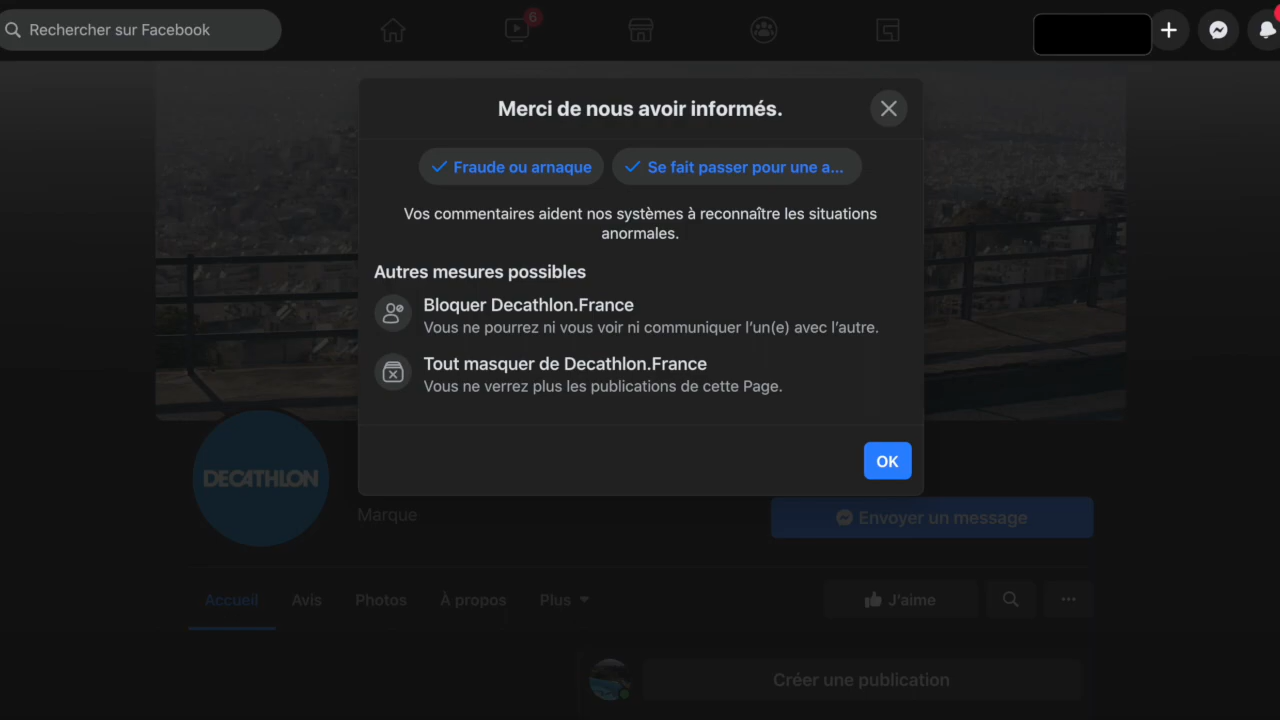 Rechercher sur Facebook
6
Merci de nous avoir informés.
Fraude ou arnaque
Se fait passer pour une a...
Vos commentaires aident nos systèmes à reconnaître les situations
anormales.
Autres mesures possibles
Bloquer Decathlon.France
Vous ne pourrez ni vous voir ni communiquer l’un(e) avec l’autre.
Tout masquer de Decathlon.France
Vous ne verrez plus les publications de cette Page.
OK
DECATHLON
Marque
Envoyer un message
Accueil
Avis
Photos
À propos
Plus
J'aime
Créer une publication